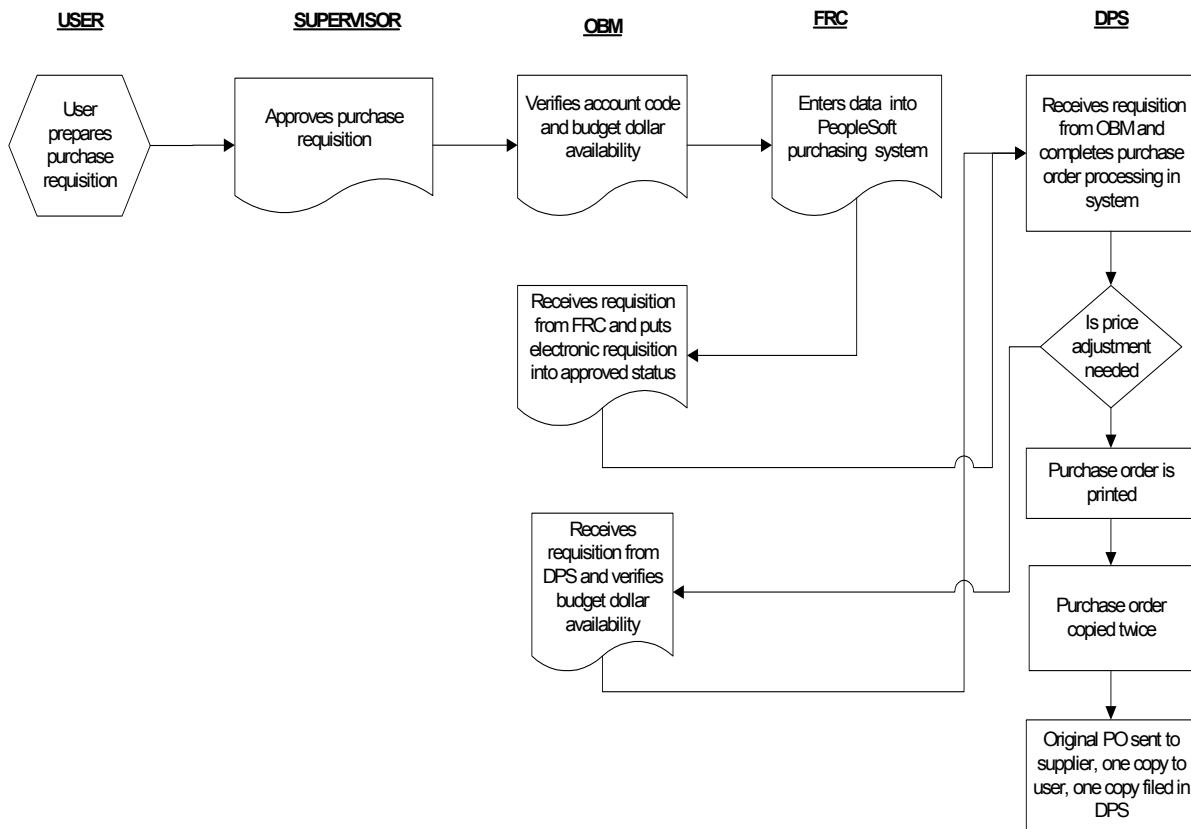 USER
SUPERVISOR
OBM
FRC
DPS
User
prepares
purchase
requisition
Approves purchase
requisition
Verifies account code
and budget dollar
availability
Enters data into
PeopleSoft
purchasing system
Receives requisition
from OBM and
completes purchase
order processing in
system
Receives requisition
from FRC and puts
electronic requisition
into approved status
Is price
adjustment
needed
Purchase order is
printed
Receives
requisition from
DPS and verifies
budget dollar
availability
Purchase order
copied twice
Original PO sent to
supplier, one copy to
user, one copy filed in
DPS